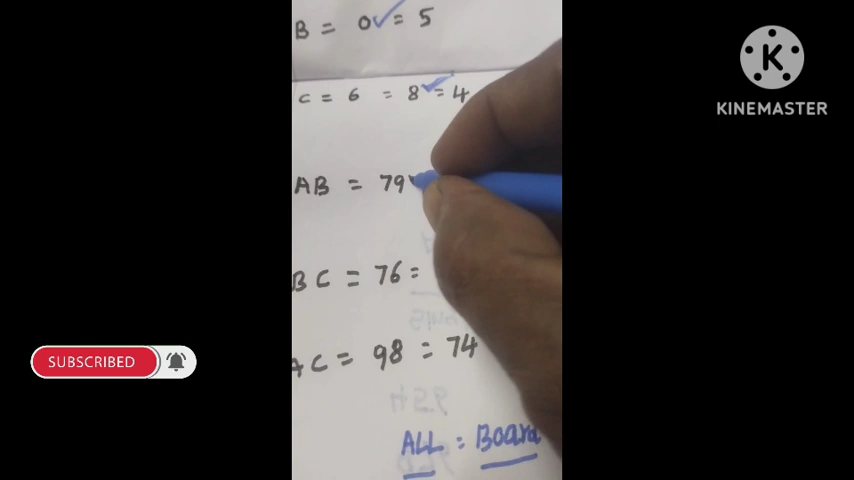 B = 0 = 5
C = 6 = 8 = 4
AB = 79
BC = 76 =
AC = 98 = 74
ALL : Board
K
KINEMASTER
SUBSCRIBED